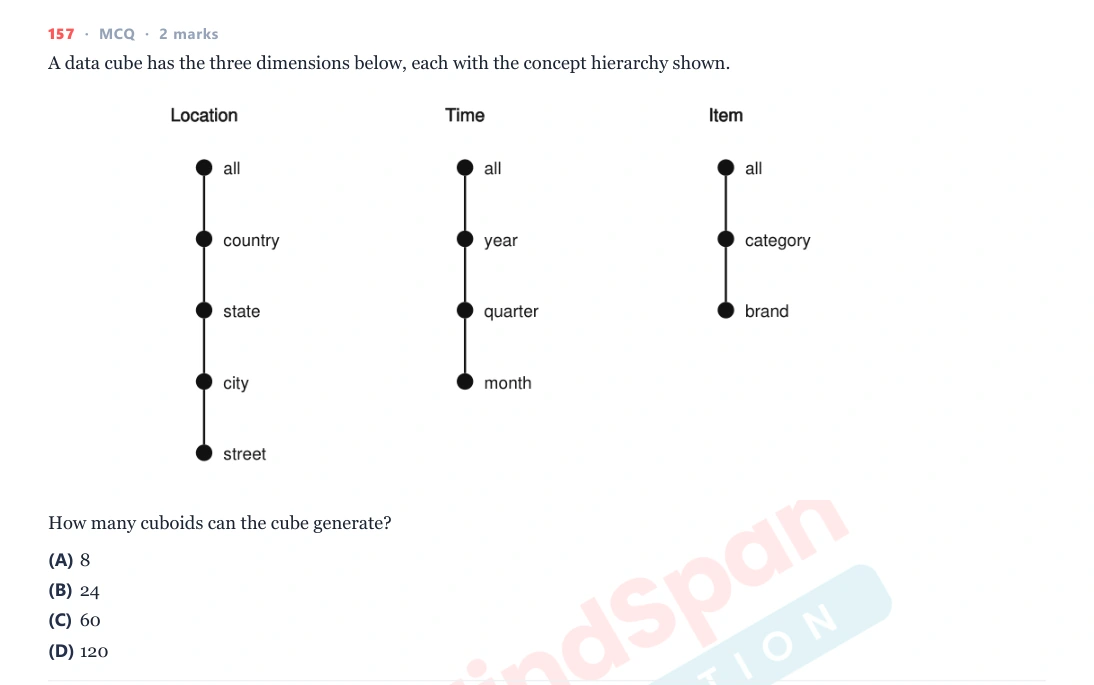 157 · MCQ · 2 marks
A data cube has the three dimensions below, each with the concept hierarchy shown.
Location Time Item
all all all
country year category
state quarter brand
city month
street
How many cuboids can the cube generate?
(A) 8
(B) 24
(C) 60
(D) 120
indSpan
TION